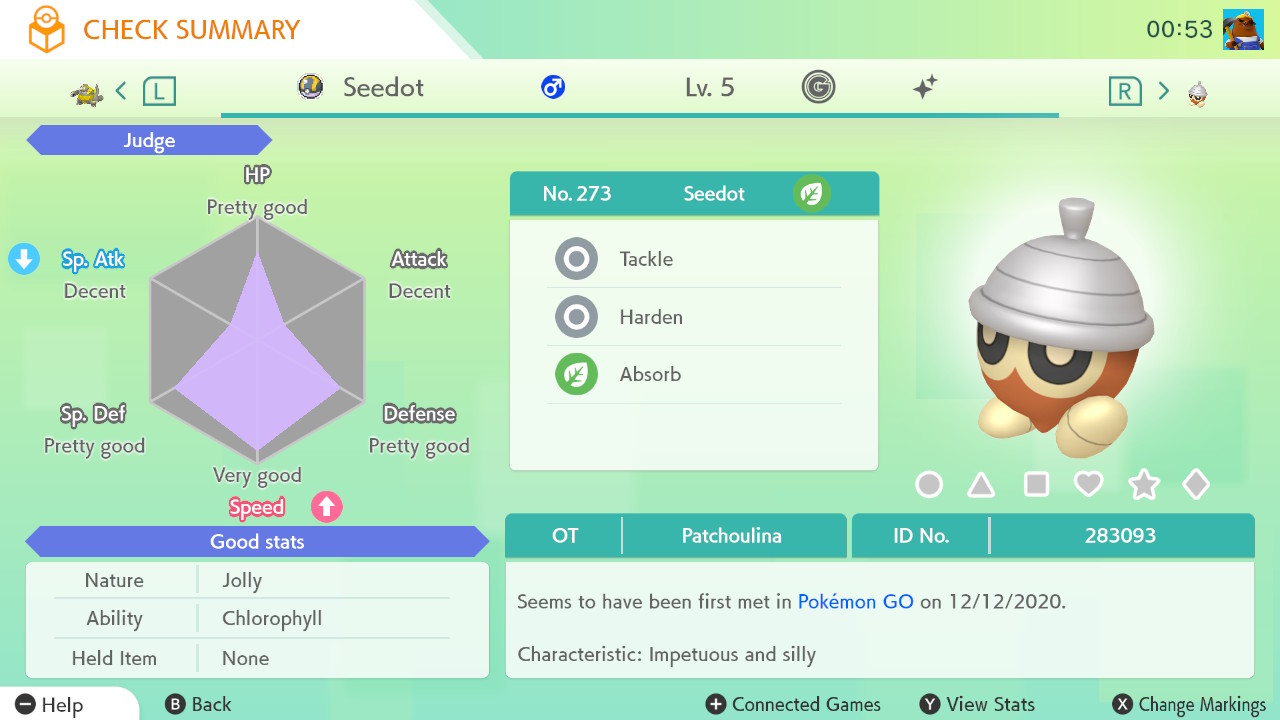 CHECK SUMMARY
00:53
L
Seedot
Lv. 5
G
R
Judge
HP
Pretty good
Sp. Atk
Decent
Attack
Decent
Sp. Def
Pretty good
Defense
Pretty good
Very good
Speed
Good stats
Nature Jolly
Ability Chlorophyll
Held Item None
No. 273 Seedot
Tackle
Harden
Absorb
OT Patchoulina ID No. 283093
Seems to have been first met in Pokémon GO on 12/12/2020.
Characteristic: Impetuous and silly
Help
B Back
Connected Games
Y View Stats
X Change Markings